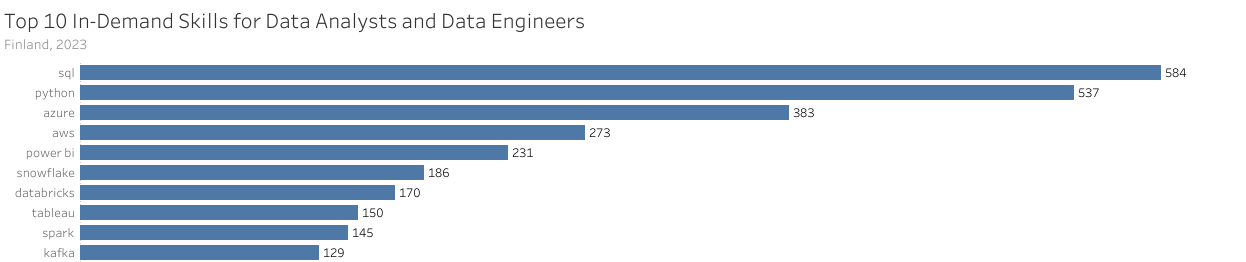 Top 10 In-Demand Skills for Data Analysts and Data Engineers
Finland, 2023
sql 584
python 537
azure 383
aws 273
power bi 231
snowflake 186
databricks 170
tableau 150
spark 145
kafka 129